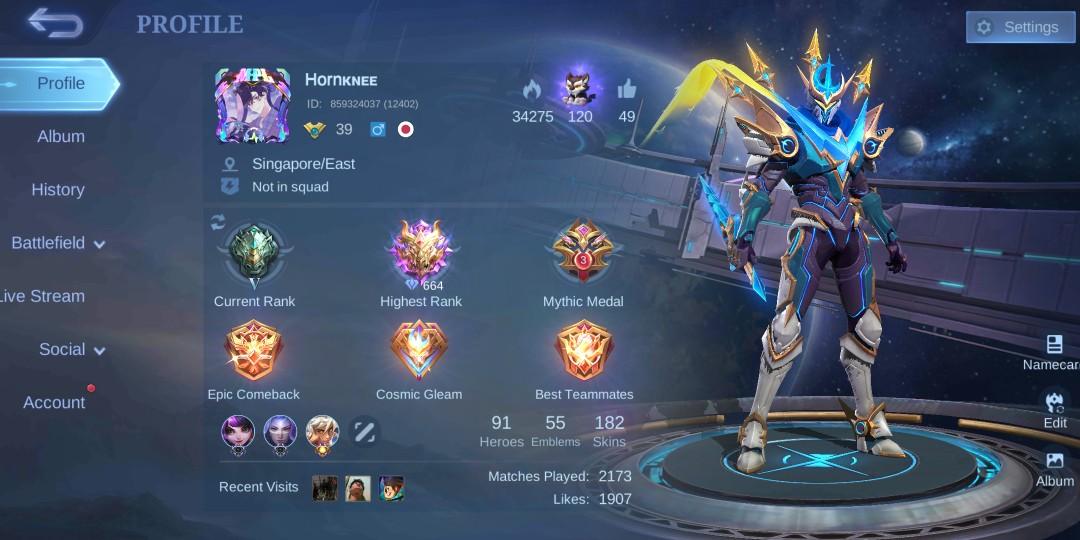 PROFILE
Settings
Profile
Album
History
Battlefield
Live Stream
Social
Account
Hornknee
ID: 859324037 (12402)
39
34275 120 49
Singapore/East
Not in squad
664
3
Current Rank Highest Rank Mythic Medal
Epic Comeback Cosmic Gleam Best Teammates
91 55 182
Heroes Emblems Skins
Recent Visits
Matches Played: 2173
Likes: 1907
Namecar
Edit
Album